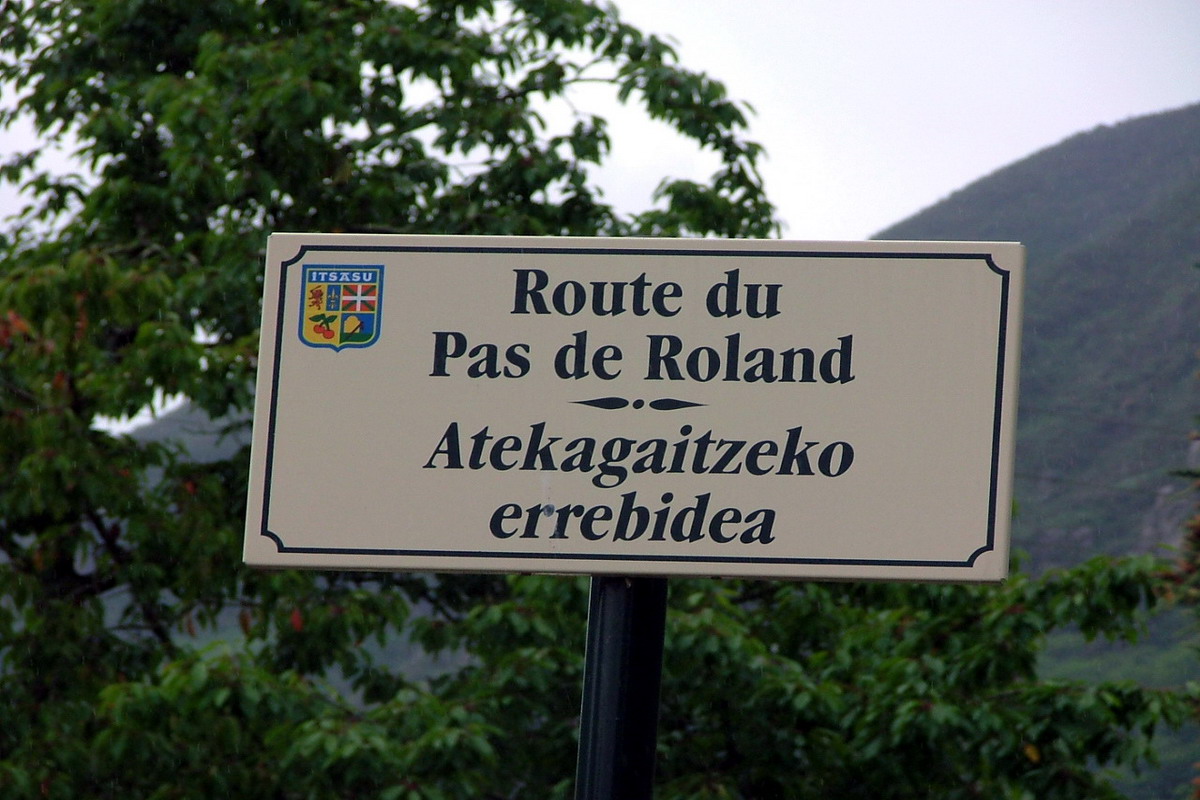 ITSASU
Route du
Pas de Roland
Atekagaitzeko
errebidea